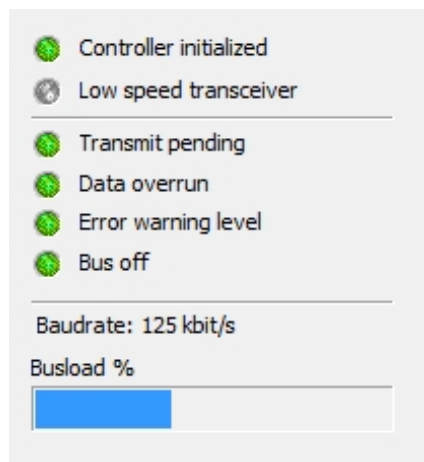 Controller initialized
Low speed transceiver
Transmit pending
Data overrun
Error warning level
Bus off
Baudrate: 125 kbit/s
Busload %